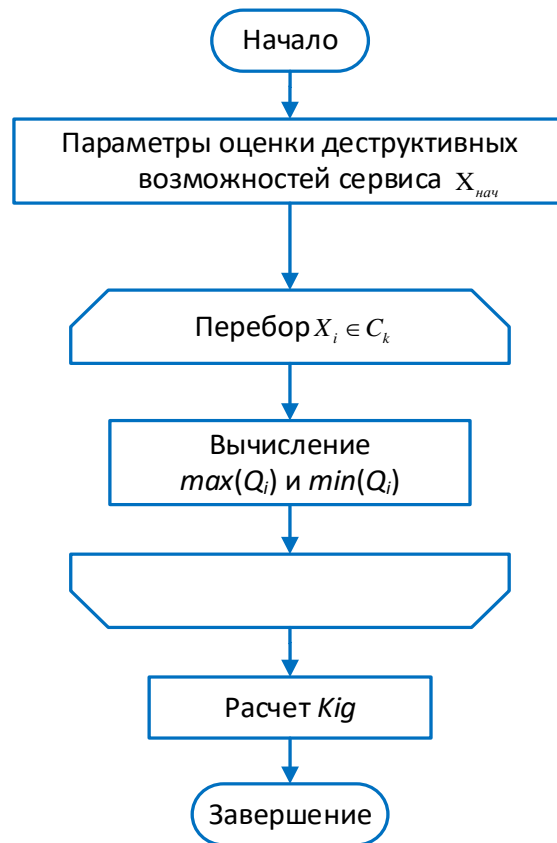 Начало
Параметры оценки деструктивных
возможностей сервиса X_нач
Перебор X_i ∈ C_k
Вычисление
max(Q_i) и min(Q_i)
Расчет Kig
Завершение